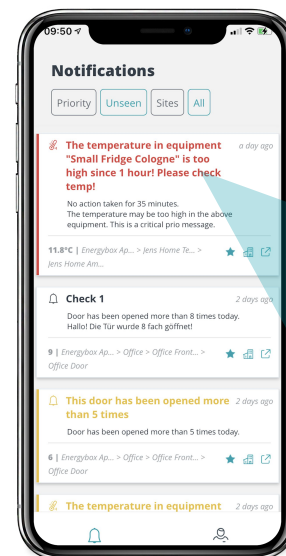 09:50
Notifications
Priority Unseen Sites All
The temperature in equipment a day ago
"Small Fridge Cologne" is too
high since 1 hour! Please check
temp!
No action taken for 35 minutes.
The temperature may be too high in the above
equipment. This is a critical prio message.
11.8°C | Energybox Ap... > Jens Home Te... >
Jens Home Am...
Check 1 2 days ago
Door has been opened more than 8 times today.
Hallo! Die Tür wurde 8 fach göffnet!
9 | Energybox Ap... > Office > Office Front... >
Office Door
This door has been opened more 2 days ago
than 5 times
Door has been opened more than 5 times today.
6 | Energybox Ap... > Office > Office Front... >
Office Door
The temperature in equipment 2 days ago